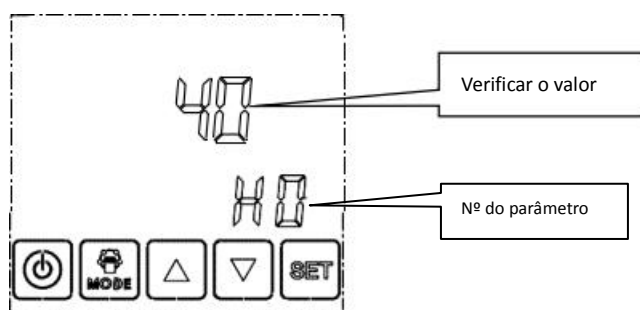 40
Verificar o valor
H0
Nº do parâmetro
MODE
SET